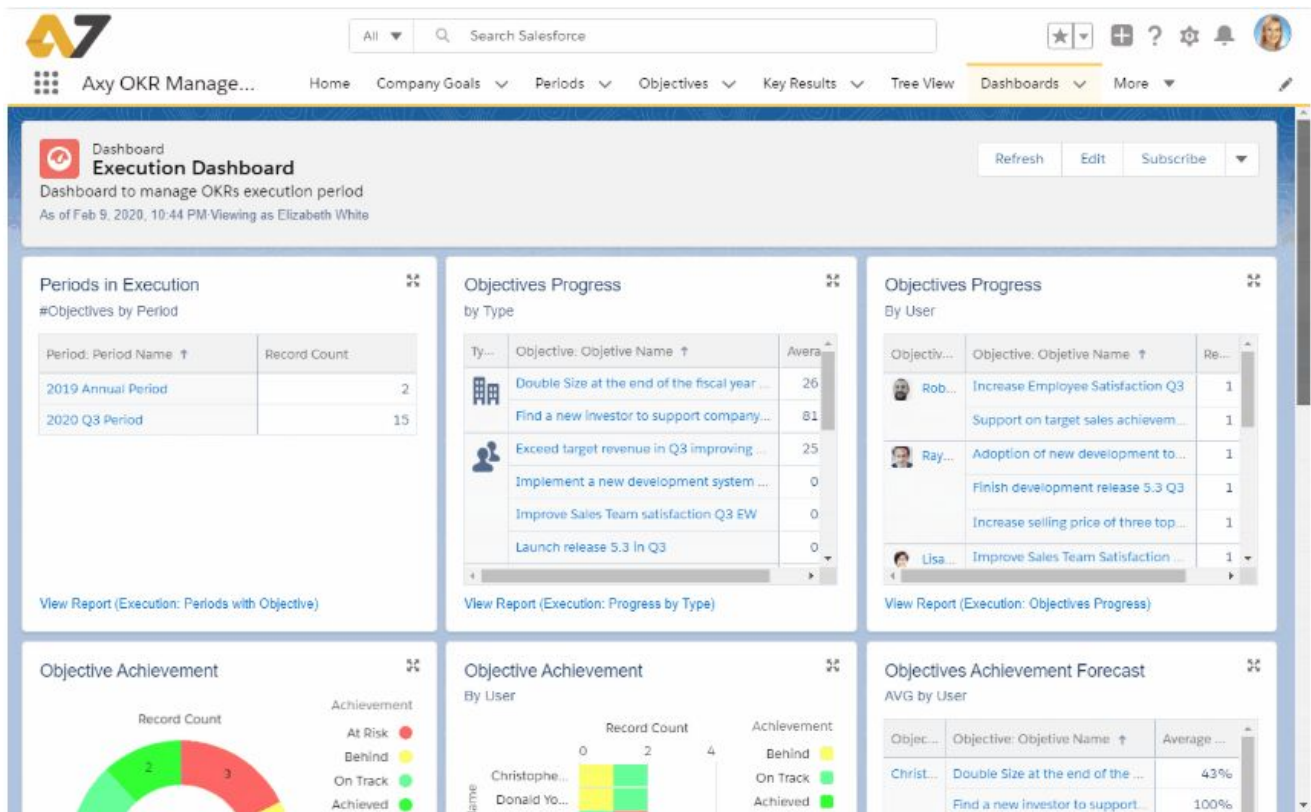 A7
All
Search Salesforce
Axy OKR Manage...
Home Company Goals Periods Objectives Key Results Tree View Dashboards More
Dashboard
Execution Dashboard
Dashboard to manage OKRs execution period
As of Feb 9, 2020, 10:44 PM·Viewing as Elizabeth White
Refresh Edit Subscribe
Periods in Execution
#Objectives by Period
Period: Period Name ↑ Record Count
2019 Annual Period 2
2020 Q3 Period 15
View Report (Execution: Periods with Objective)
Objectives Progress
by Type
Ty... Objective: Objetive Name ↑ Avera
Double Size at the end of the fiscal year ... 26
Find a new investor to support company... 81
Exceed target revenue in Q3 improving ... 25
Implement a new development system ... 0
Improve Sales Team satisfaction Q3 EW 0
Launch release 5.3 in Q3 0
View Report (Execution: Progress by Type)
Objectives Progress
By User
Objectiv... Objective: Objetive Name ↑ Re...
Rob... Increase Employee Satisfaction Q3 1
Support on target sales achievem... 1
Ray... Adoption of new development to... 1
Finish development release 5.3 Q3 1
Increase selling price of three top... 1
Lisa... Improve Sales Team Satisfaction ... 1
View Report (Execution: Objectives Progress)
Objective Achievement
Record Count
Achievement
At Risk
Behind
On Track
Achieved
2
3
Objective Achievement
By User
Record Count
0 2 4
Christophe...
Donald Yo...
Achievement
Behind
On Track
Achieved
Objectives Achievement Forecast
AVG by User
Objec... Objective: Objetive Name ↑ Average ...
Christ... Double Size at the end of the ... 43%
Find a new investor to support... 100%